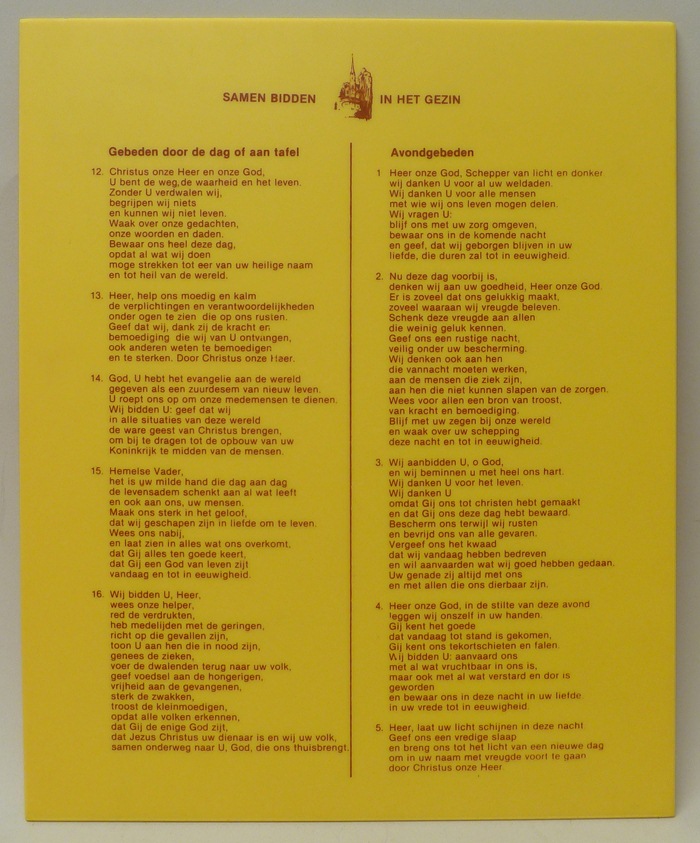 SAMEN BIDDEN IN HET GEZIN
Gebeden door de dag of aan tafel
12. Christus onze Heer en onze God,
U bent de weg,de waarheid en het leven.
Zonder U verdwalen wij,
begrijpen wij niets
en kunnen wij niet leven.
Waak over onze gedachten,
onze woorden en daden.
Bewaar ons heel deze dag,
opdat al wat wij doen
moge strekken tot eer van uw heilige naam
en tot heil van de wereld.
13. Heer, help ons moedig en kalm
de verplichtingen en verantwoordelijkheden
onder ogen te zien die op ons rusten.
Geef dat wij, dank zij de kracht en
bemoediging die wij van U ontvangen,
ook anderen weten te bemoedigen
en te sterken. Door Christus onze Heer.
14. God, U hebt het evangelie aan de wereld
gegeven als een zuurdesem van nieuw leven.
U roept ons op om onze medemensen te dienen.
Wij bidden U: geef dat wij
in alle situaties van deze wereld
de ware geest van Christus brengen,
om bij te dragen tot de opbouw van uw
Koninkrijk te midden van de mensen.
15. Hemelse Vader,
het is uw milde hand die dag aan dag
de levensadem schenkt aan al wat leeft
en ook aan ons, uw mensen.
Maak ons sterk in het geloof,
dat wij geschapen zijn in liefde om te leven.
Wees ons nabij,
en laat zien in alles wat ons overkomt,
dat Gij alles ten goede keert,
dat Gij een God van leven zijt
vandaag en tot in eeuwigheid.
16. Wij bidden U, Heer,
wees onze helper,
red de verdrukten,
heb medelijden met de geringen,
richt op die gevallen zijn,
toon U aan hen die in nood zijn,
genees de zieken,
voer de dwalenden terug naar uw volk,
geef voedsel aan de hongerigen,
vrijheid aan de gevangenen,
sterk de zwakken,
troost de kleinmoedigen,
opdat alle volken erkennen,
dat Gij de enige God zijt,
dat Jezus Christus uw dienaar is en wij uw volk,
samen onderweg naar U, God, die ons thuisbrengt.
Avondgebeden
1 Heer onze God, Schepper van licht en donker
wij danken U voor al uw weldaden.
Wij danken U voor alle mensen
met wie wij ons leven mogen delen.
Wij vragen U:
blijf ons met uw zorg omgeven,
bewaar ons in de komende nacht
en geef, dat wij geborgen blijven in uw
liefde, die duren zal tot in eeuwigheid.
2. Nu deze dag voorbij is,
denken wij aan uw goedheid, Heer onze God.
Er is zoveel dat ons gelukkig maakt,
zoveel waaraan wij vreugde beleven.
Schenk deze vreugde aan allen
die weinig geluk kennen.
Geef ons een rustige nacht,
veilig onder uw bescherming.
Wij denken ook aan hen
die vannacht moeten werken,
aan de mensen die ziek zijn,
aan hen die niet kunnen slapen van de zorgen.
Wees voor allen een bron van troost,
van kracht en bemoediging.
Blijf met uw zegen bij onze wereld
en waak over uw schepping
deze nacht en tot in eeuwigheid.
3. Wij aanbidden U, o God,
en wij beminnen u met heel ons hart.
Wij danken U voor het leven.
Wij danken U
omdat Gij ons tot christen hebt gemaakt
en dat Gij ons deze dag hebt bewaard.
Bescherm ons terwijl wij rusten
en bevrijd ons van alle gevaren.
Vergeef ons het kwaad
dat wij vandaag hebben bedreven
en wil aanvaarden wat wij goed hebben gedaan.
Uw genade zij altijd met ons
en met allen die ons dierbaar zijn.
4. Heer onze God, in de stilte van deze avond
leggen wij onszelf in uw handen.
Gij kent het goede
dat vandaag tot stand is gekomen,
Gij kent ons tekortschieten en falen.
Wij bidden U: aanvaard ons
met al wat vruchtbaar in ons is,
maar ook met al wat verstard en dor is
geworden
en bewaar ons in deze nacht in uw liefde.
in uw vrede tot in eeuwigheid.
5. Heer, laat uw licht schijnen in deze nacht.
Geef ons een vredige slaap
en breng ons tot het licht van een nieuwe dag
om in uw naam met vreugde voort te gaan
door Christus onze Heer